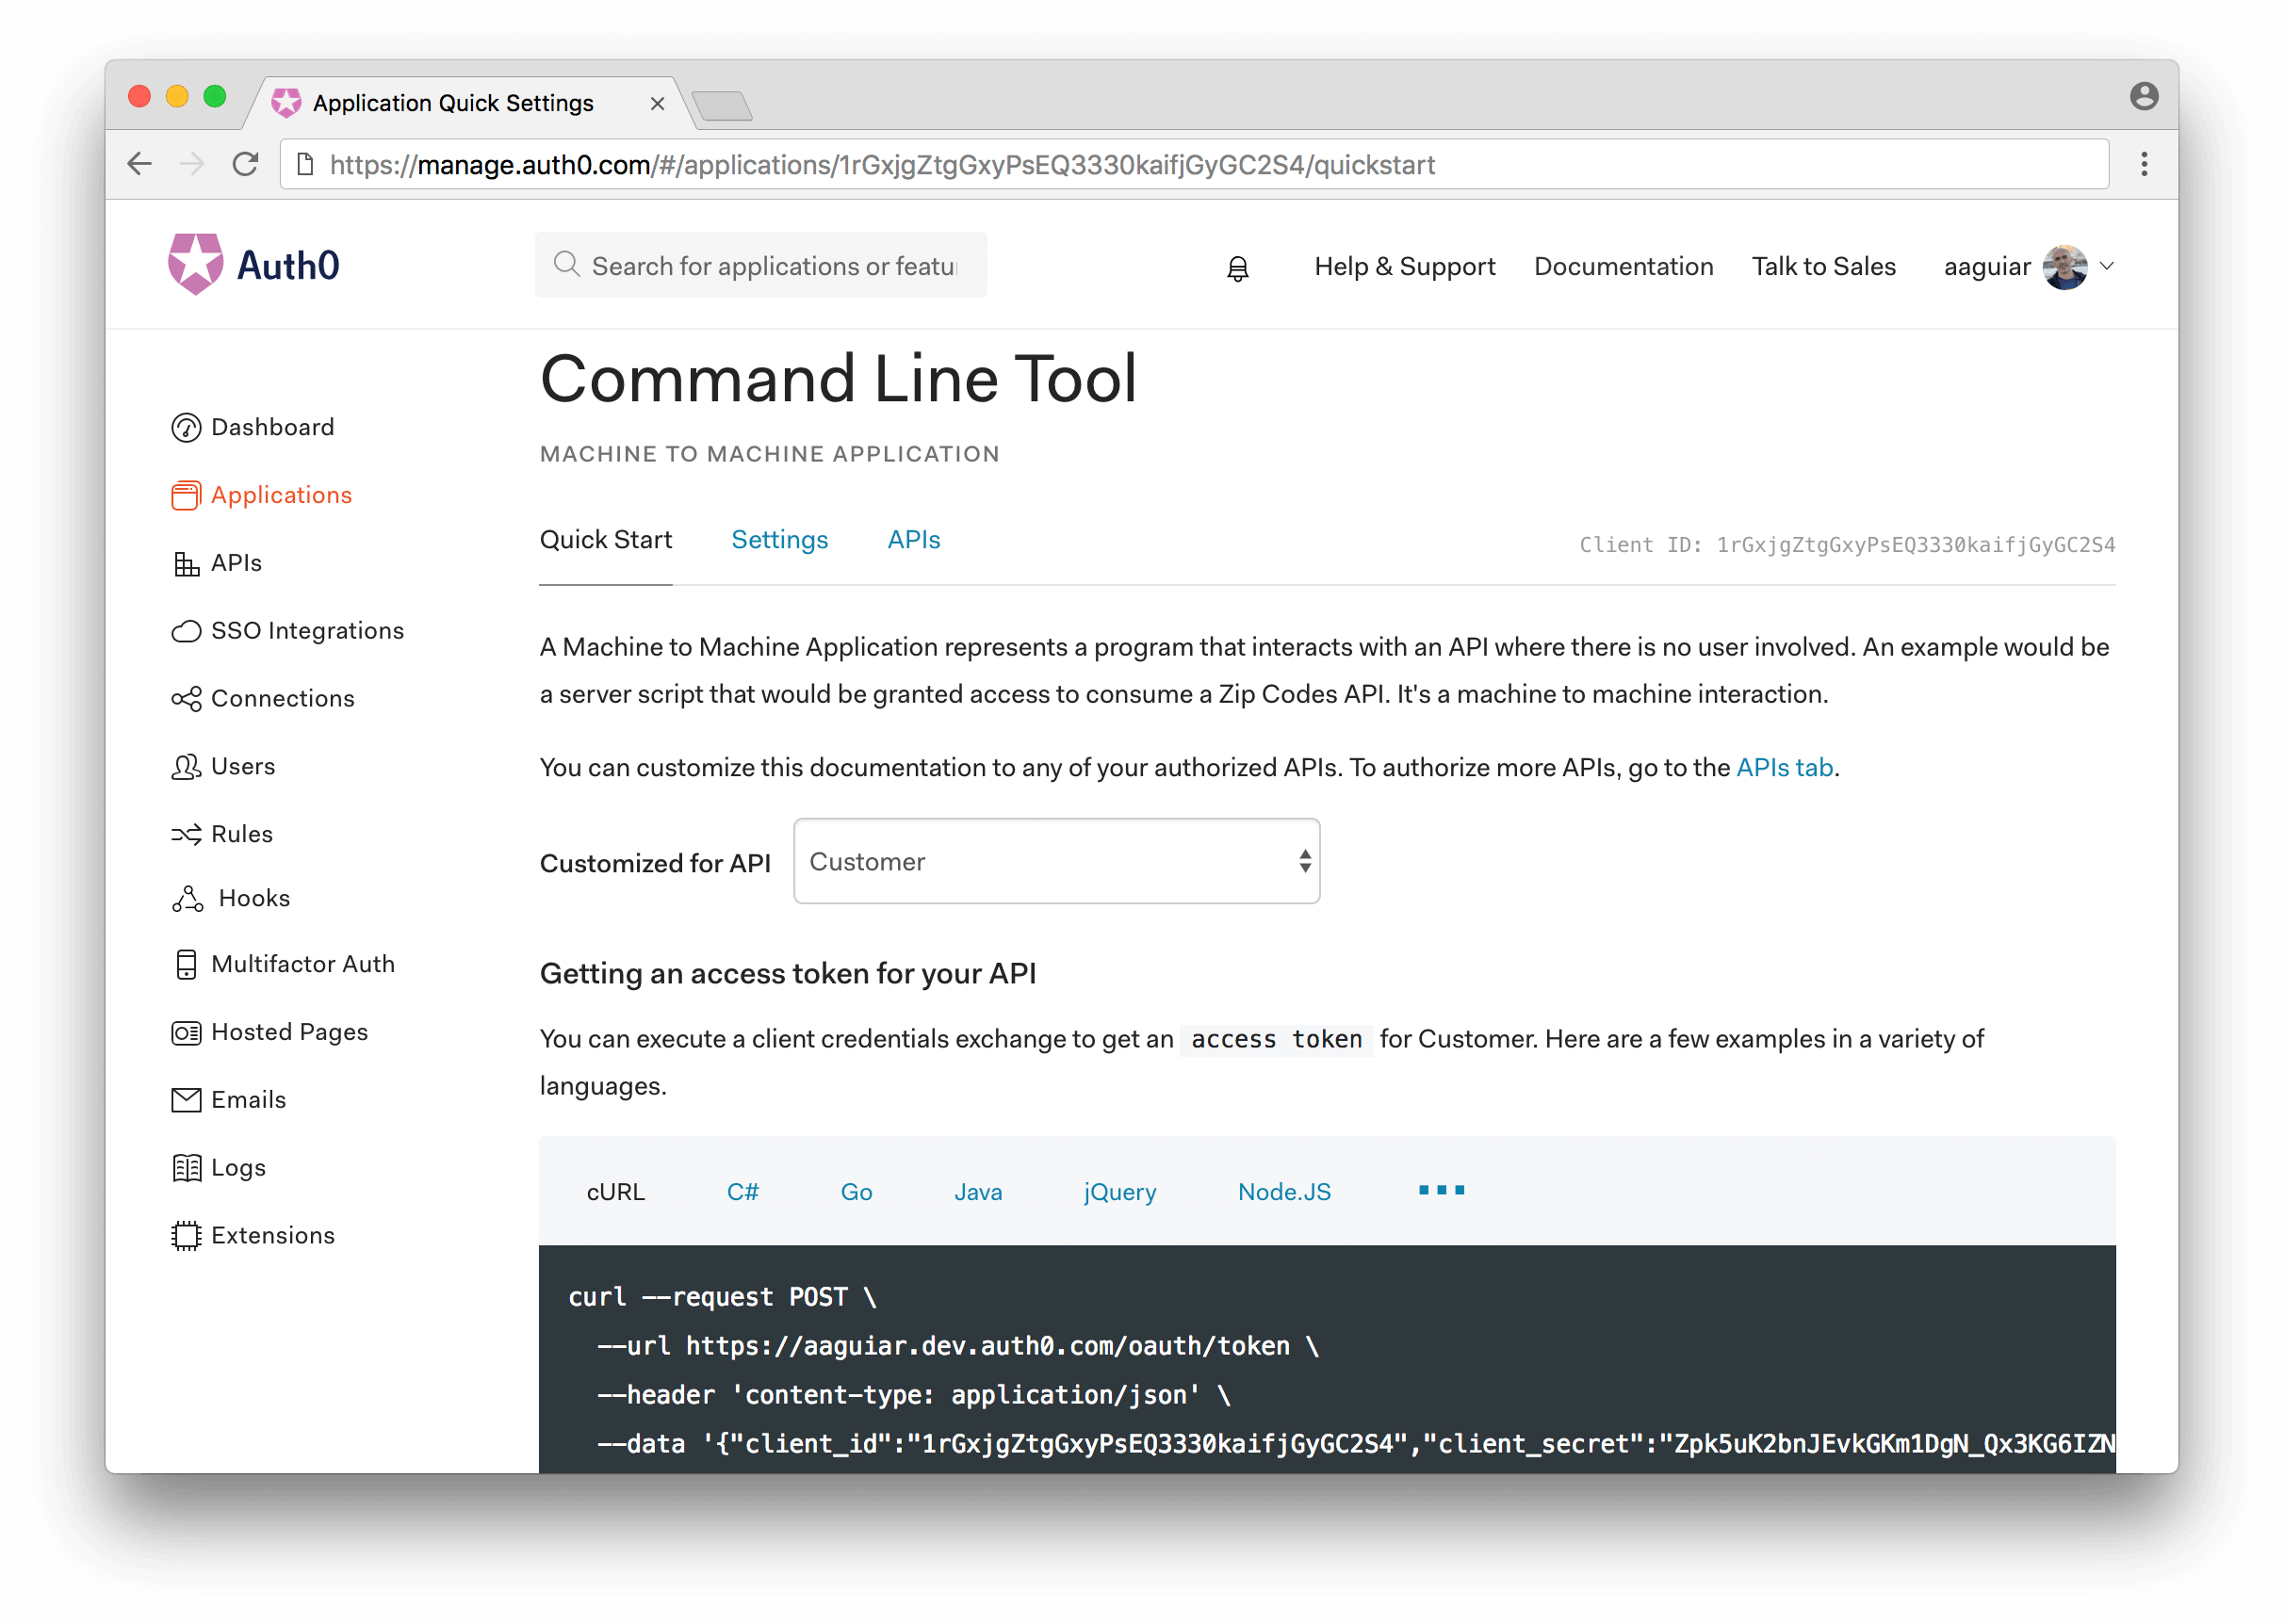 Application Quick Settings
https://manage.auth0.com/#/applications/1rGxjgZtgGxyPsEQ3330kaifjGyGC2S4/quickstart
Auth0
Search for applications or featu
Help & Support
Documentation
Talk to Sales
aaguiar
Dashboard
Applications
APIs
SSO Integrations
Connections
Users
Rules
Hooks
Multifactor Auth
Hosted Pages
Emails
Logs
Extensions
Command Line Tool
MACHINE TO MACHINE APPLICATION
Quick Start
Settings
APIs
Client ID: 1rGxjgZtgGxyPsEQ3330kaifjGyGC2S4
A Machine to Machine Application represents a program that interacts with an API where there is no user involved. An example would be
a server script that would be granted access to consume a Zip Codes API. It's a machine to machine interaction.
You can customize this documentation to any of your authorized APIs. To authorize more APIs, go to the APIs tab.
Customized for API
Customer
Getting an access token for your API
You can execute a client credentials exchange to get an access token for Customer. Here are a few examples in a variety of
languages.
cURL
C#
Go
Java
jQuery
Node.JS
curl --request POST \
--url https://aaguiar.dev.auth0.com/oauth/token \
--header 'content-type: application/json' \
--data '{"client_id":"1rGxjgZtgGxyPsEQ3330kaifjGyGC2S4","client_secret":"Zpk5uK2bnJEvkGKm1DgN_Qx3KG6IZN